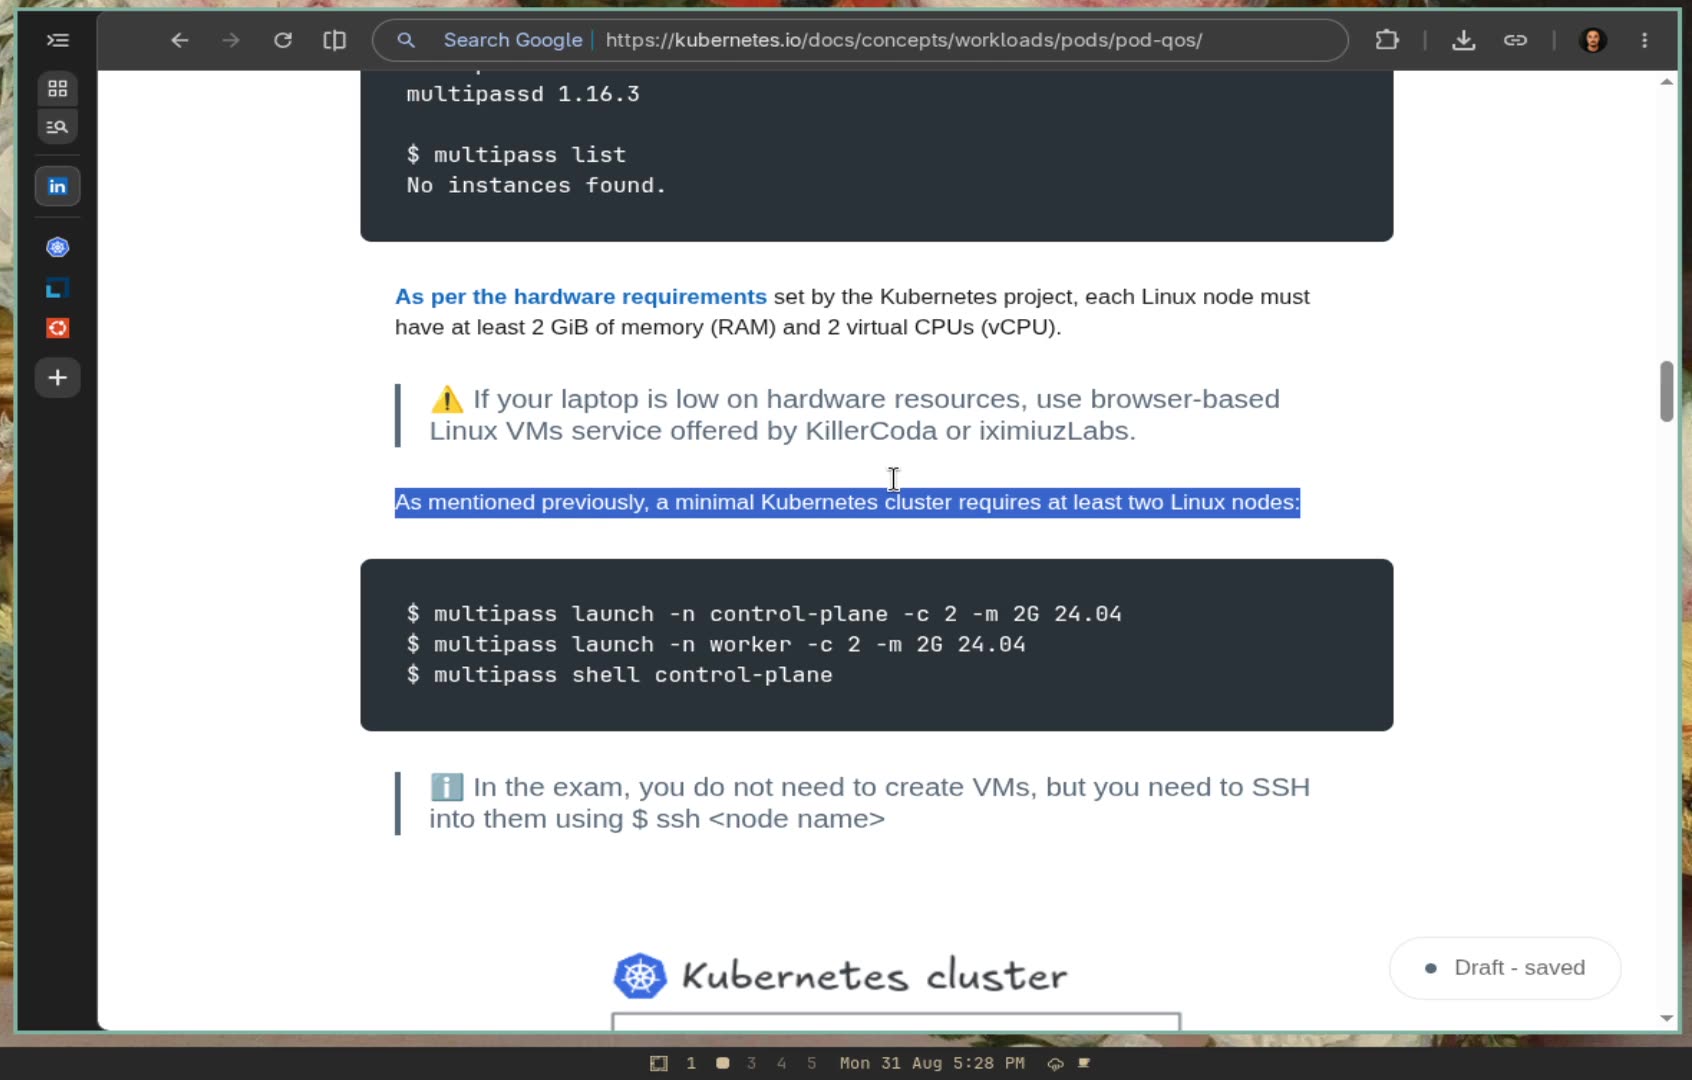 Search Google
https://kubernetes.io/docs/concepts/workloads/pods/pod-qos/
in
multipassd 1.16.3
$ multipass list
No instances found.
As per the hardware requirements set by the Kubernetes project, each Linux node must
have at least 2 GiB of memory (RAM) and 2 virtual CPUs (vCPU).
⚠️ If your laptop is low on hardware resources, use browser-based
Linux VMs service offered by KillerCoda or iximiuzLabs.
As mentioned previously, a minimal Kubernetes cluster requires at least two Linux nodes:
$ multipass launch -n control-plane -c 2 -m 2G 24.04
$ multipass launch -n worker -c 2 -m 2G 24.04
$ multipass shell control-plane
ℹ️ In the exam, you do not need to create VMs, but you need to SSH
into them using $ ssh <node name>
Kubernetes cluster
Draft - saved
1 3 4 5 Mon 31 Aug 5:28 PM